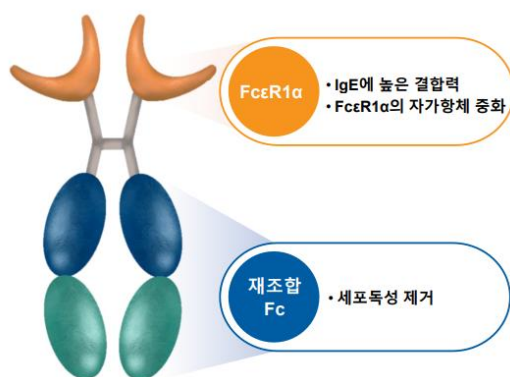 FcεR1α
• IgE에 높은 결합력
• FcεR1α의 자가항체 중화
재조합
Fc
• 세포독성 제거